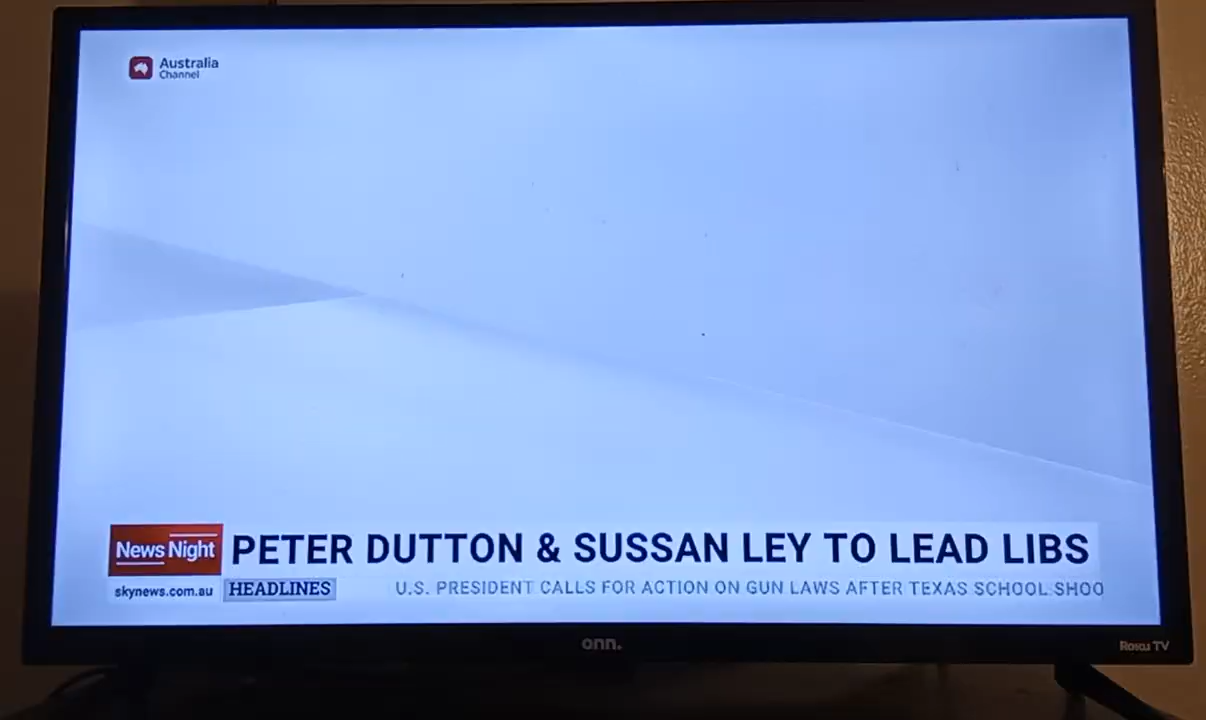 Australia
Channel
News Night
PETER DUTTON & SUSSAN LEY TO LEAD LIBS
skynews.com.au
HEADLINES
U.S. PRESIDENT CALLS FOR ACTION ON GUN LAWS AFTER TEXAS SCHOOL SHOO
onn.
Roku TV